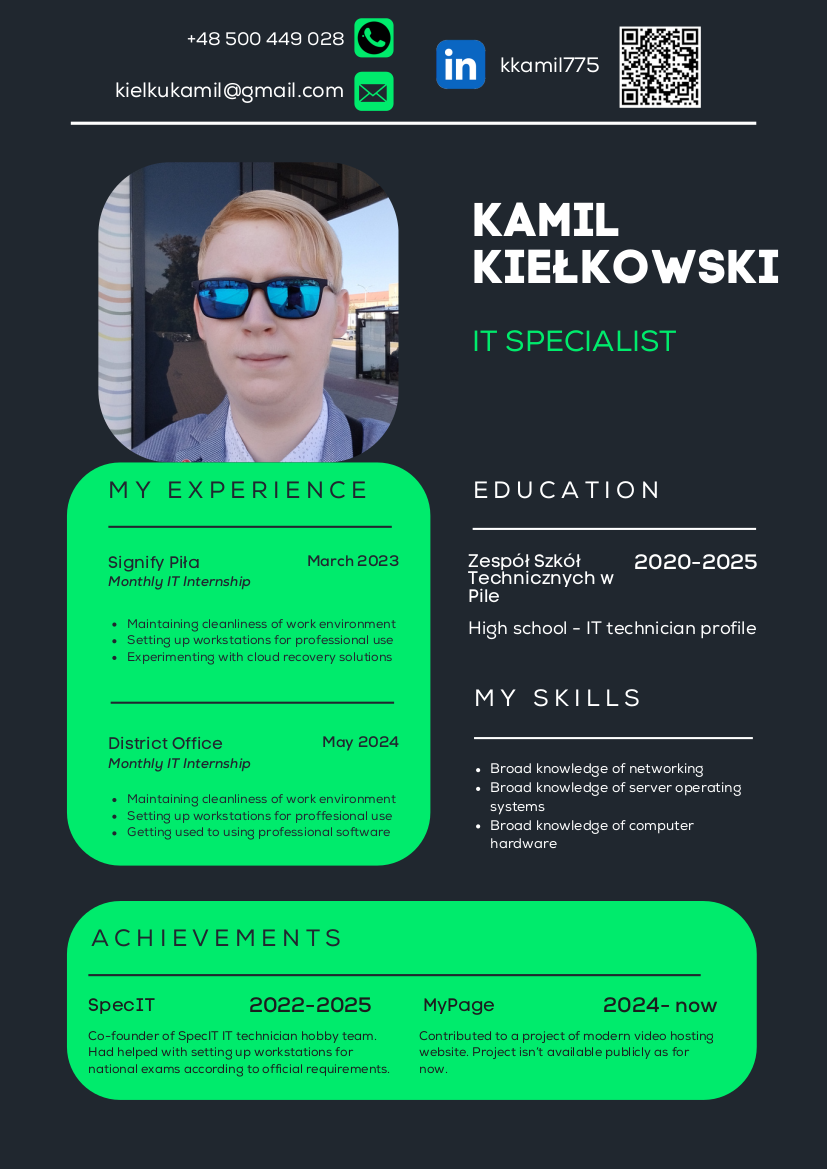 +48 500 449 028
kielkukamil@gmail.com
in
kkamil775
KAMIL
KIEŁKOWSKI
IT SPECIALIST
MY EXPERIENCE
Signify Piła
March 2023
Monthly IT Internship
Maintaining cleanliness of work environment
Setting up workstations for professional use
Experimenting with cloud recovery solutions
District Office
May 2024
Monthly IT Internship
Maintaining cleanliness of work environment
Setting up workstations for proffesional use
Getting used to using professional software
EDUCATION
Zespół Szkół
Technicznych w
Pile
2020-2025
High school - IT technician profile
MY SKILLS
Broad knowledge of networking
Broad knowledge of server operating
systems
Broad knowledge of computer
hardware
ACHIEVEMENTS
SpecIT
2022-2025
Co-founder of SpecIT IT technician hobby team.
Had helped with setting up workstations for
national exams according to official requirements.
MyPage
2024- now
Contributed to a project of modern video hosting
website. Project isn't available publicly as for
now.